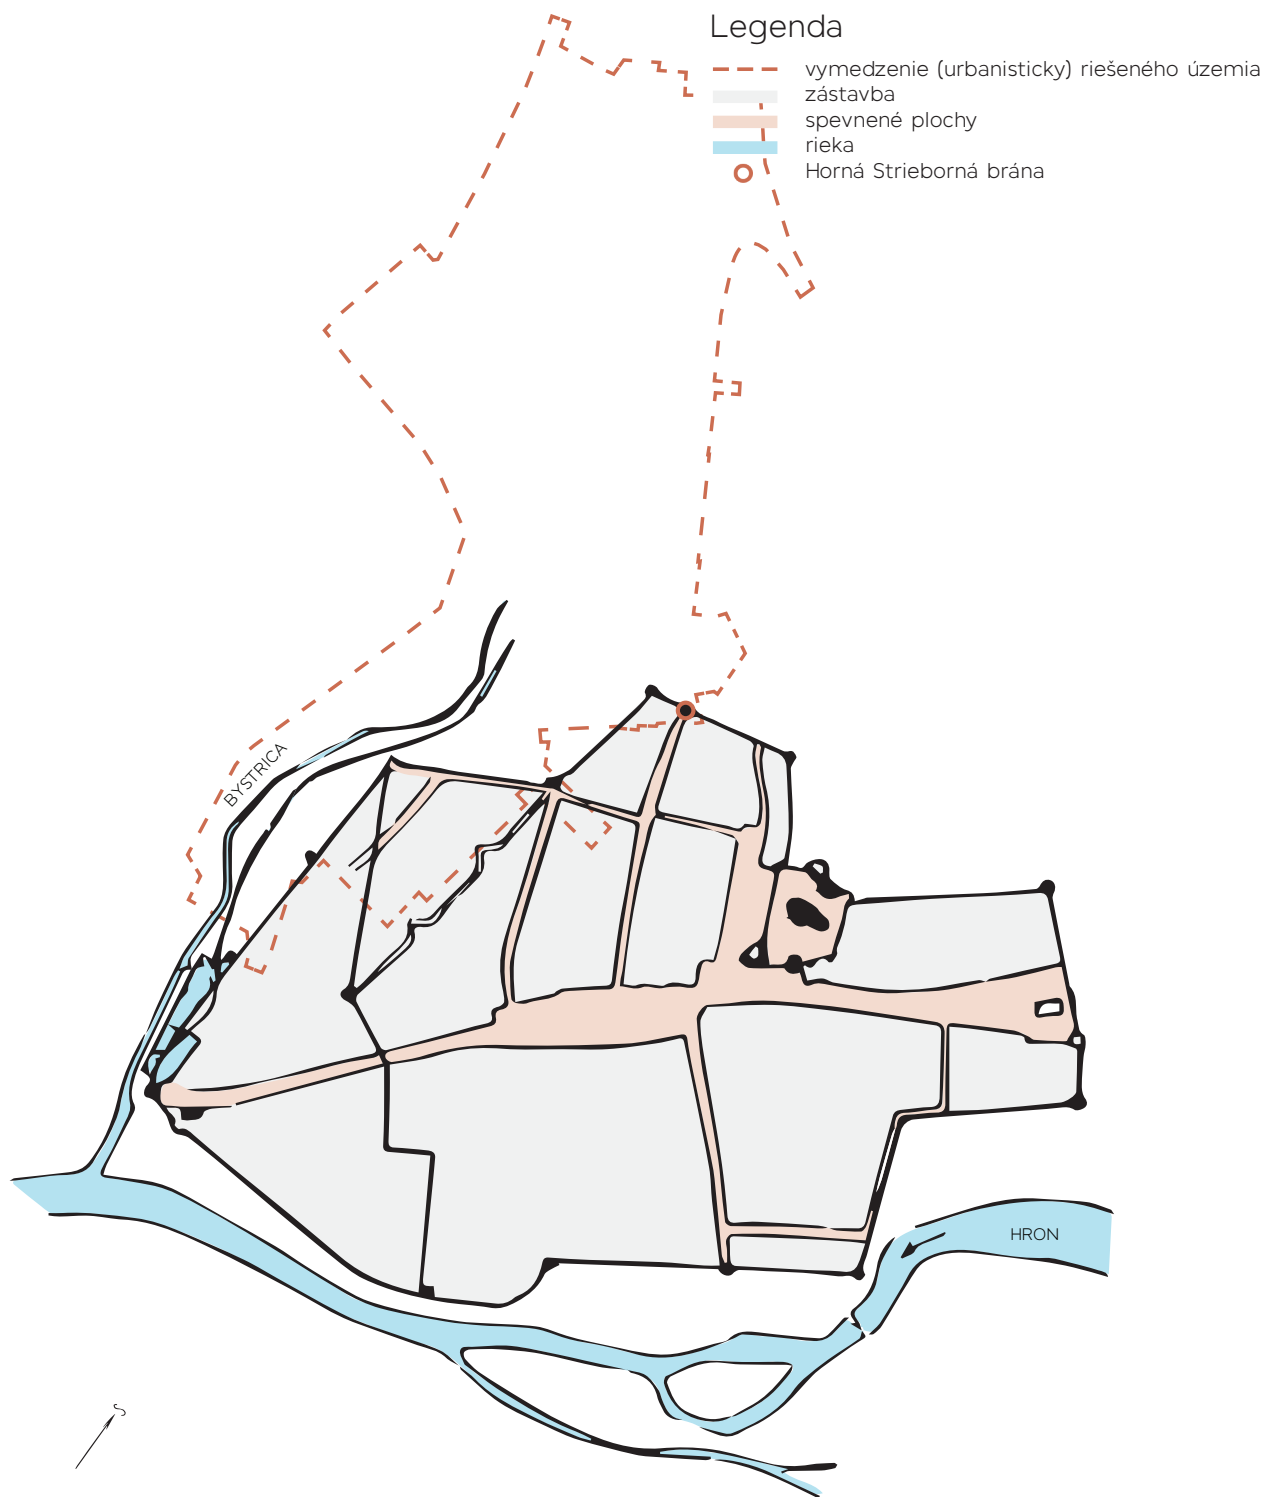 Legenda
vymedzenie (urbanisticky) riešeného územia
zástavba
spevnené plochy
rieka
Horná Strieborná brána
BYSTRICA
HRON
S